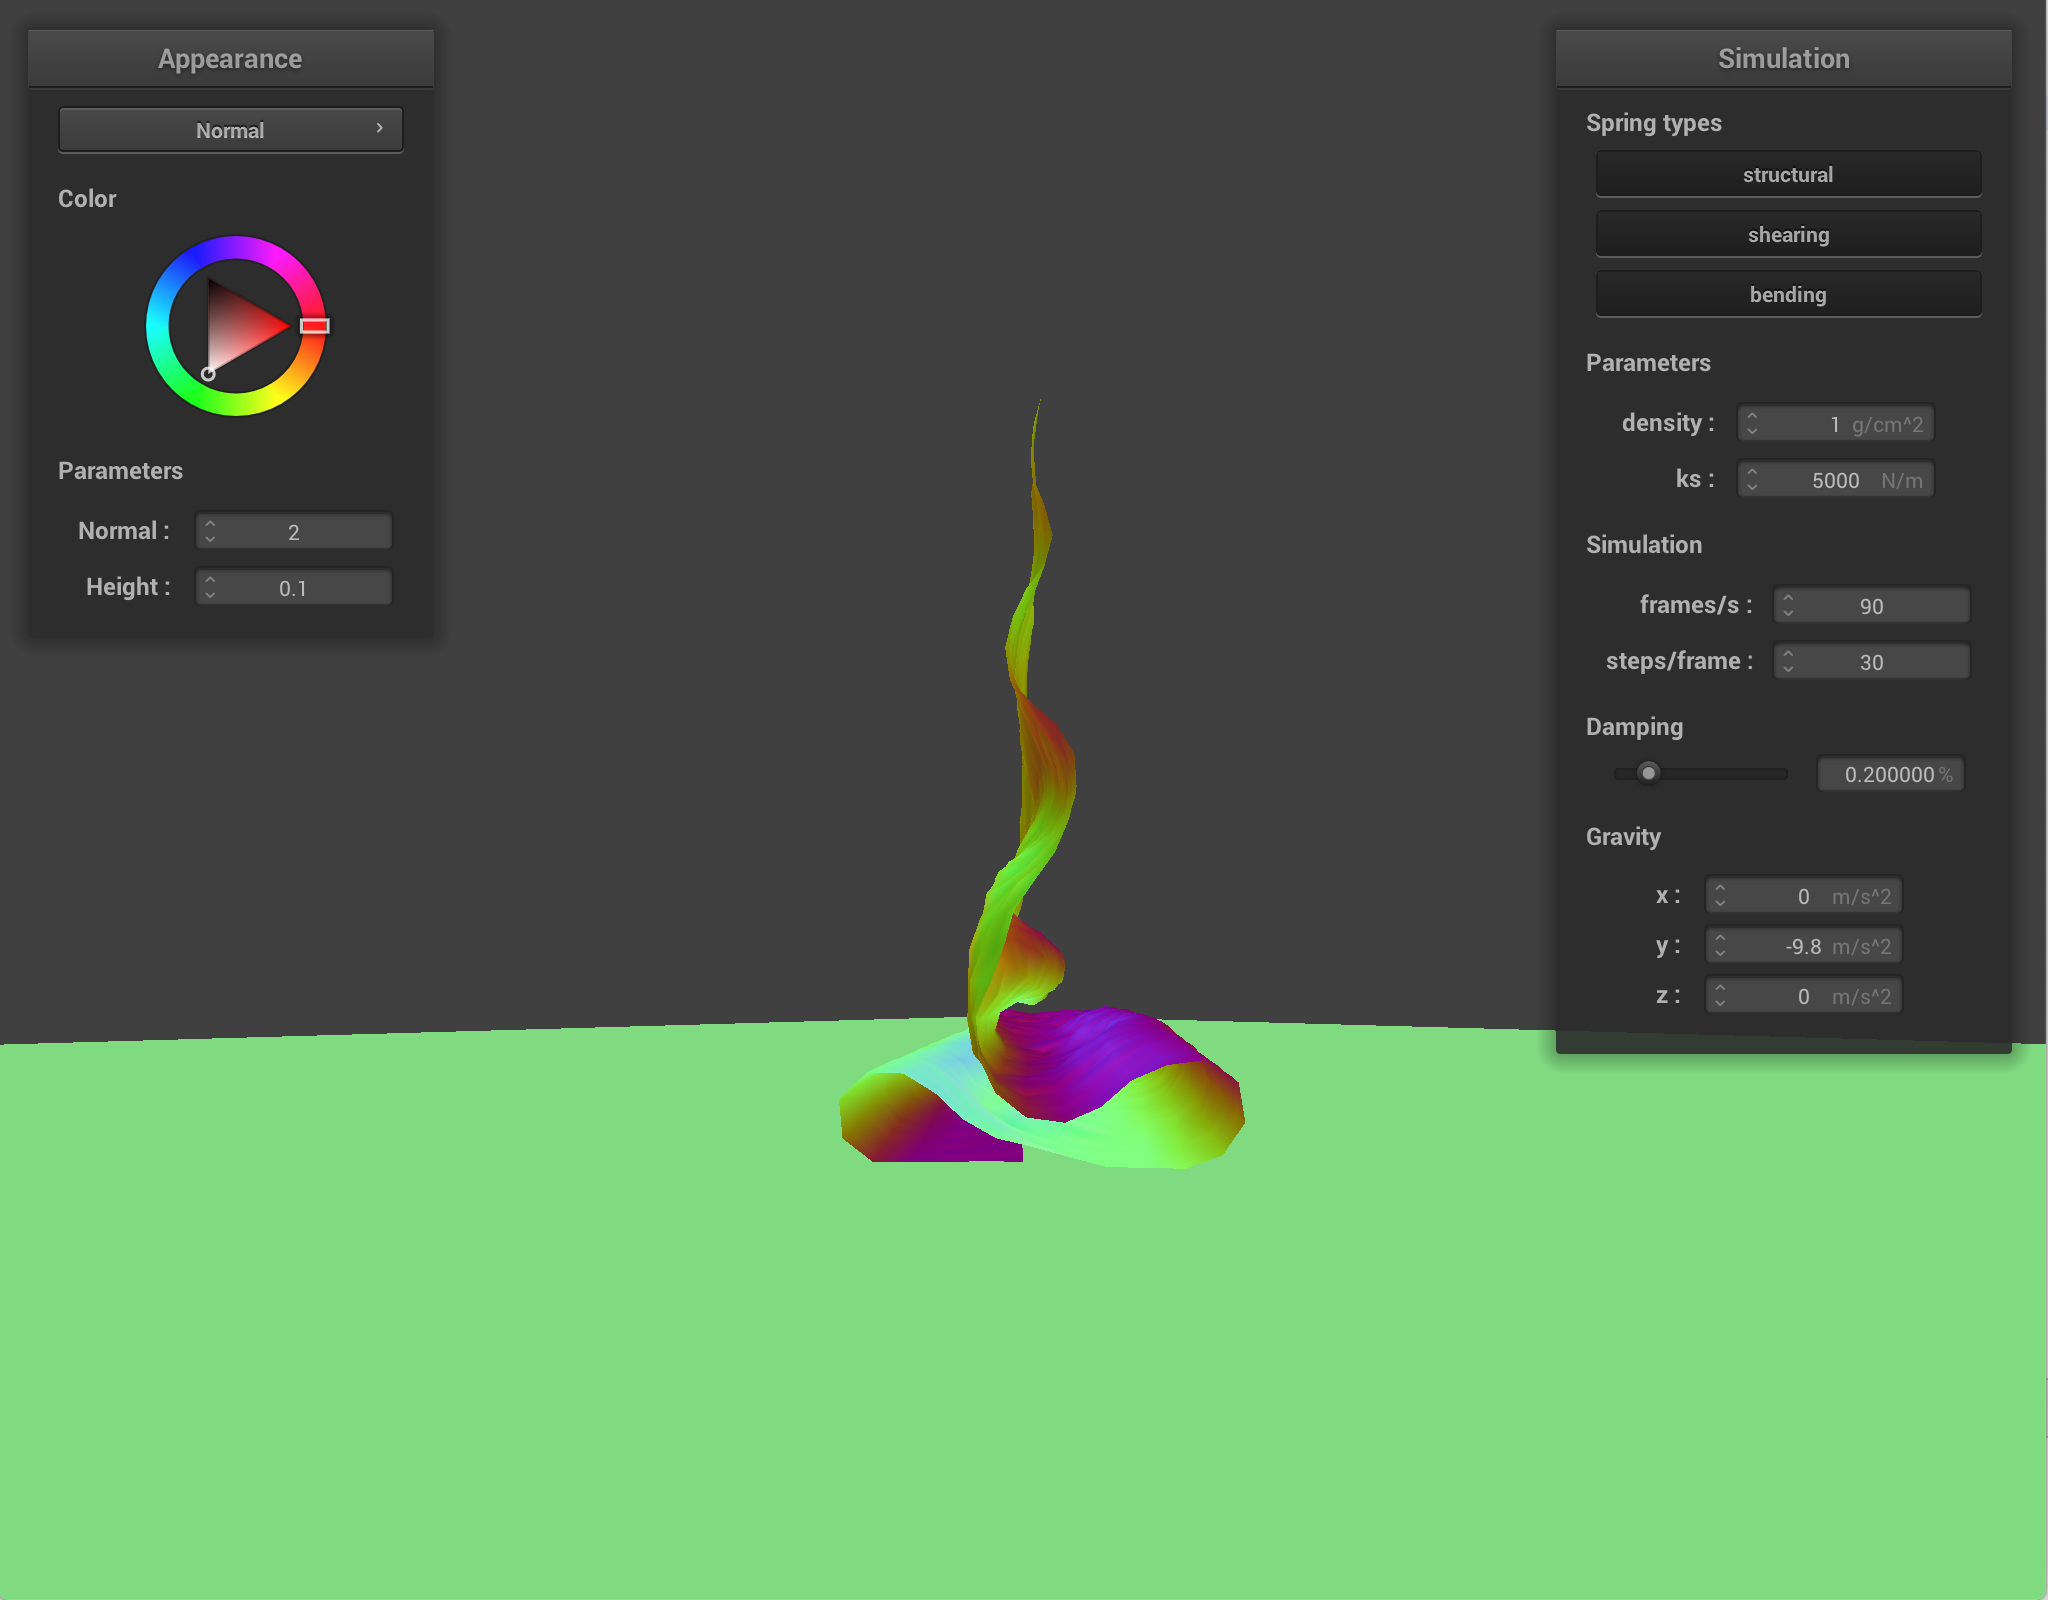 Appearance
Normal
Color
Parameters
Normal : 2
Height : 0.1
Simulation
Spring types
structural
shearing
bending
Parameters
density : 1 g/cm^2
ks : 5000 N/m
Simulation
frames/s : 90
steps/frame : 30
Damping
0.200000 %
Gravity
x : 0 m/s^2
y : -9.8 m/s^2
z : 0 m/s^2